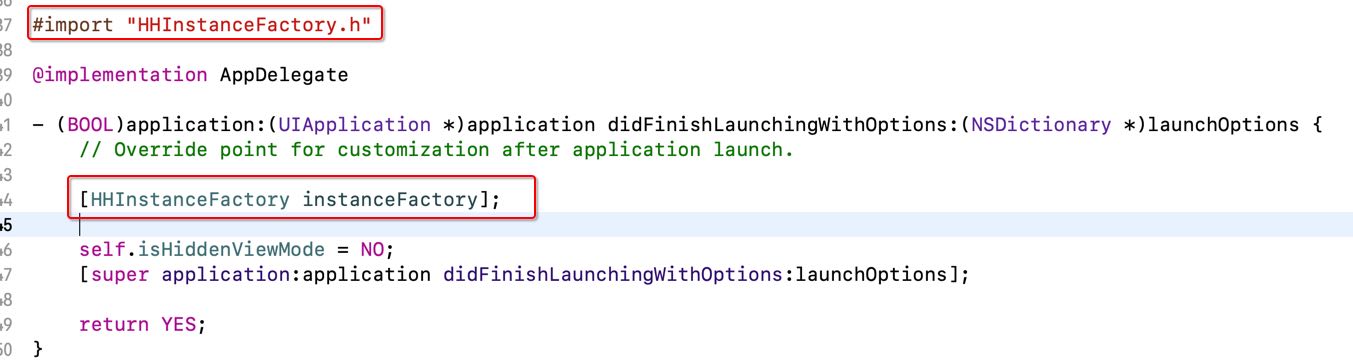 37 #import "HHInstanceFactory.h"
38
39 @implementation AppDelegate
40
41 - (BOOL)application:(UIApplication *)application didFinishLaunchingWithOptions:(NSDictionary *)launchOptions {
42     // Override point for customization after application launch.
43
44     [HHInstanceFactory instanceFactory];
45
46     self.isHiddenViewMode = NO;
47     [super application:application didFinishLaunchingWithOptions:launchOptions];
48
49     return YES;
50 }